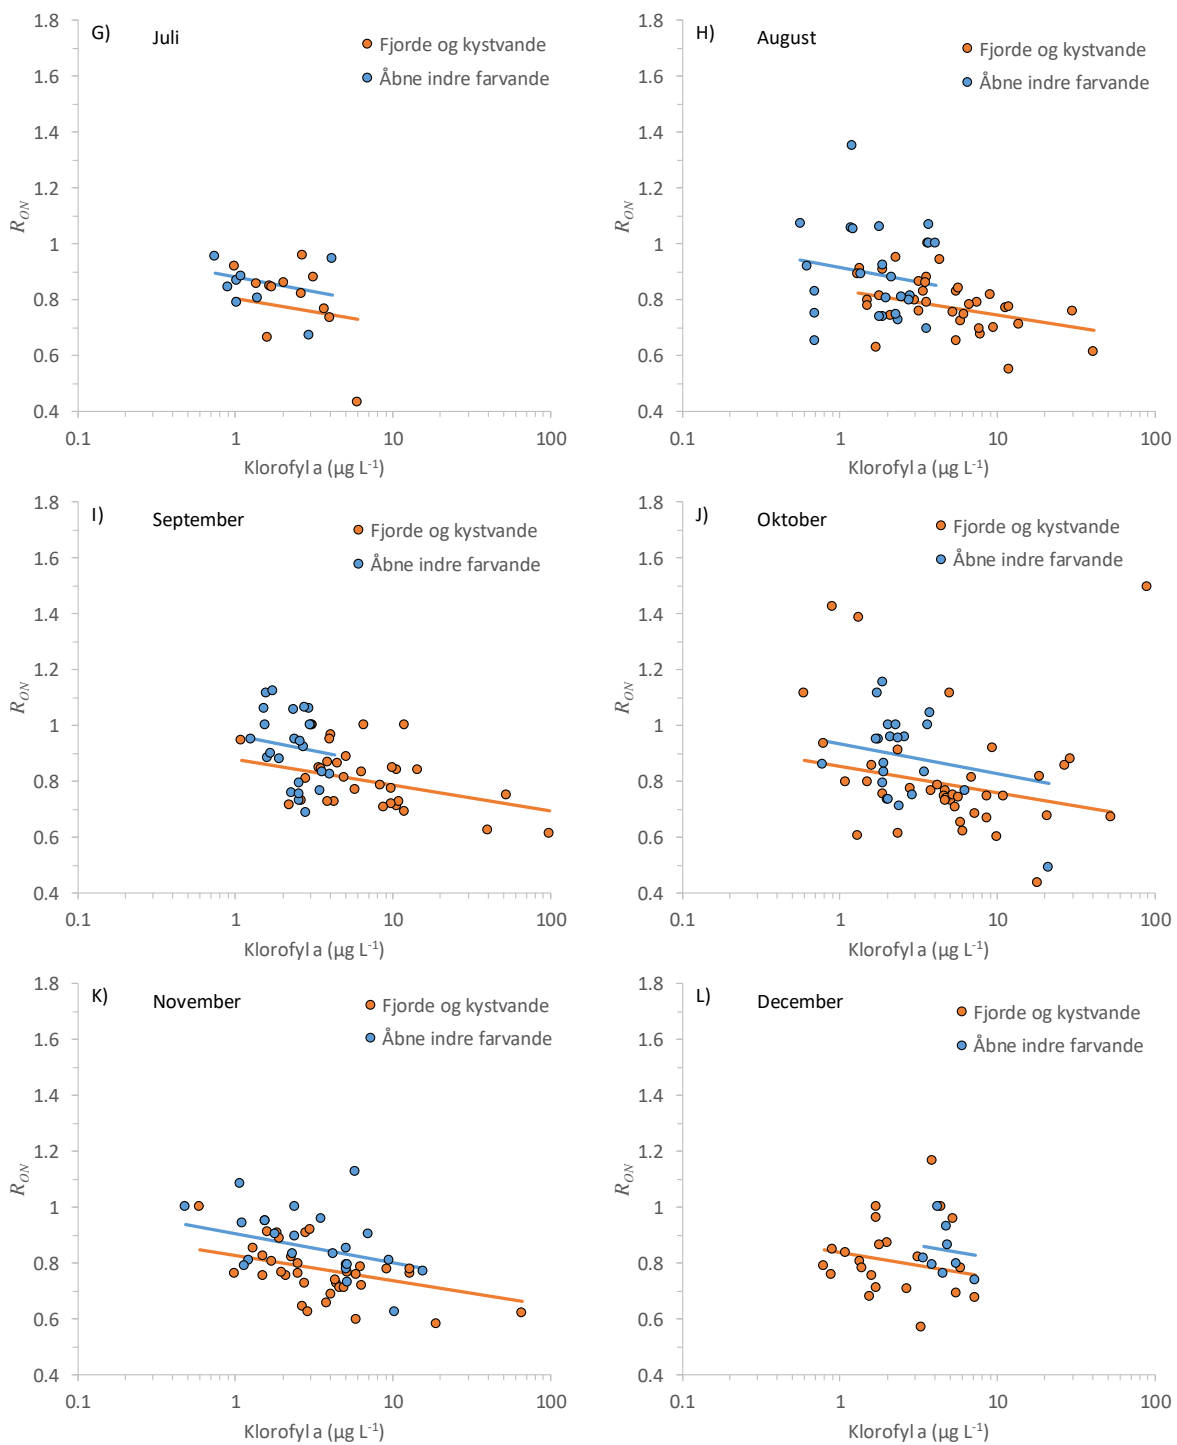 G) Juli
Fjorde og kystvande
Åbne indre farvande
1.8
1.6
1.4
1.2
1
0.8
0.6
0.4
R_ON
0.1 1 10 100
Klorofyl a (µg L⁻¹)
H) August
Fjorde og kystvande
Åbne indre farvande
1.8
1.6
1.4
1.2
1
0.8
0.6
0.4
R_ON
0.1 1 10 100
Klorofyl a (µg L⁻¹)
I) September
Fjorde og kystvande
Åbne indre farvande
1.8
1.6
1.4
1.2
1
0.8
0.6
0.4
R_ON
0.1 1 10 100
Klorofyl a (µg L⁻¹)
J) Oktober
Fjorde og kystvande
Åbne indre farvande
1.8
1.6
1.4
1.2
1
0.8
0.6
0.4
R_ON
0.1 1 10 100
Klorofyl a (µg L⁻¹)
K) November
Fjorde og kystvande
Åbne indre farvande
1.8
1.6
1.4
1.2
1
0.8
0.6
0.4
R_ON
0.1 1 10 100
Klorofyl a (µg L⁻¹)
L) December
Fjorde og kystvande
Åbne indre farvande
1.8
1.6
1.4
1.2
1
0.8
0.6
0.4
R_ON
0.1 1 10 100
Klorofyl a (µg L⁻¹)